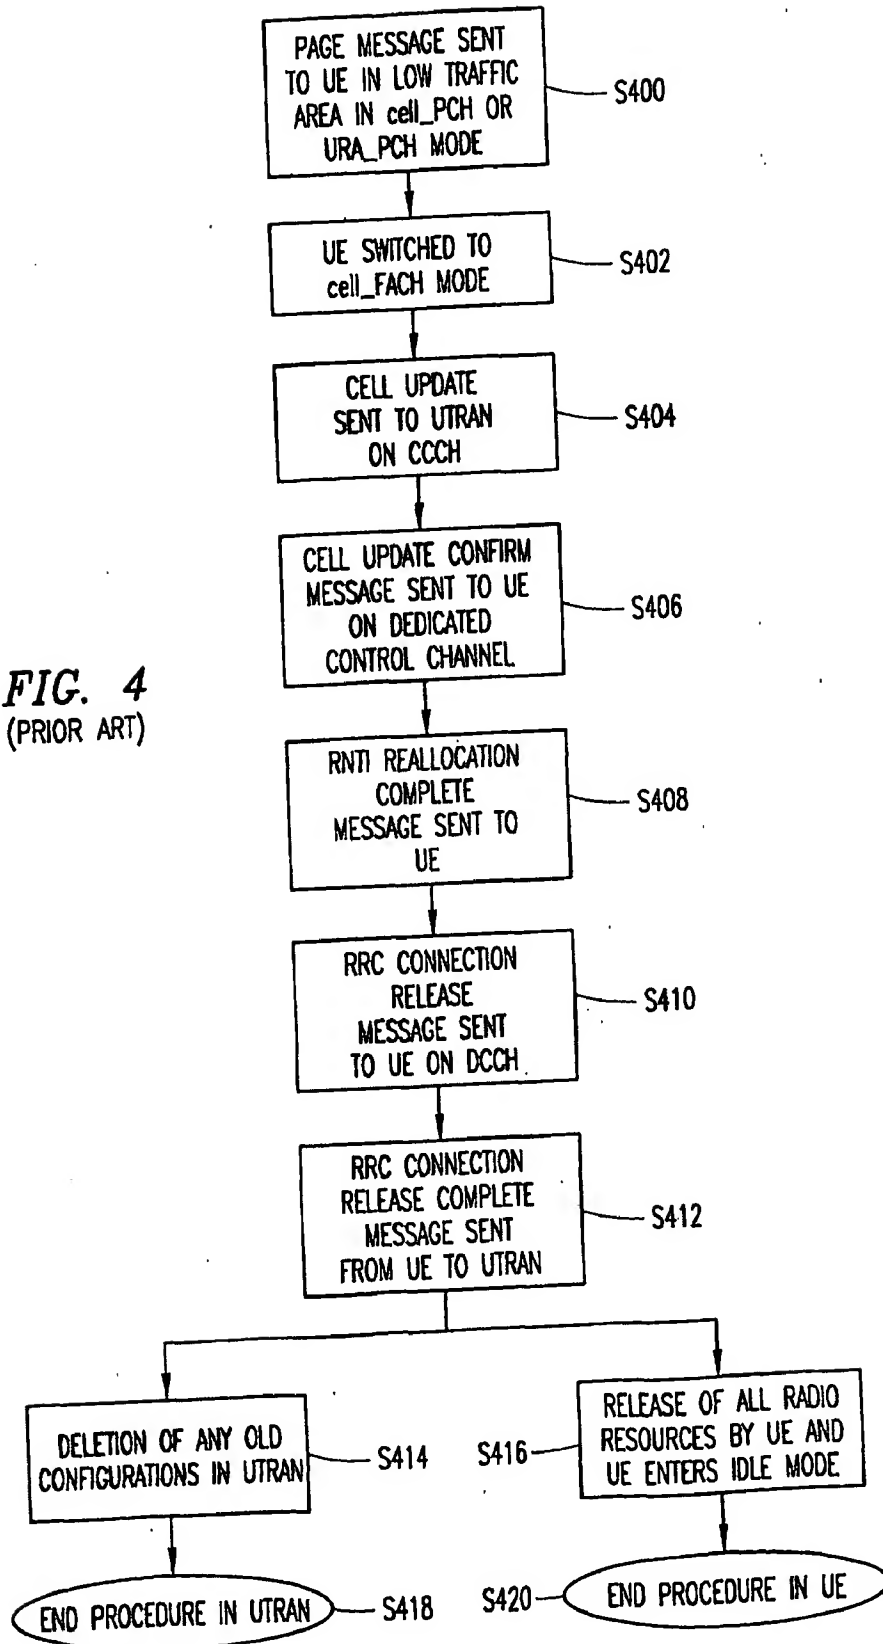 PAGE MESSAGE SENT
TO UE IN LOW TRAFFIC
AREA IN cell_PCH OR
URA_PCH MODE
S400
UE SWITCHED TO
cell_FACH MODE
S402
CELL UPDATE
SENT TO UTRAN
ON CCCH
S404
CELL UPDATE CONFIRM
MESSAGE SENT TO UE
ON DEDICATED
CONTROL CHANNEL
S406
FIG. 4
(PRIOR ART)
RNTI REALLOCATION
COMPLETE
MESSAGE SENT TO
UE
S408
RRC CONNECTION
RELEASE
MESSAGE SENT
TO UE ON DCCH
S410
RRC CONNECTION
RELEASE COMPLETE
MESSAGE SENT
FROM UE TO UTRAN
S412
DELETION OF ANY OLD
CONFIGURATIONS IN UTRAN
S414
S416
RELEASE OF ALL RADIO
RESOURCES BY UE AND
UE ENTERS IDLE MODE
END PROCEDURE IN UTRAN
S418
S420
END PROCEDURE IN UE